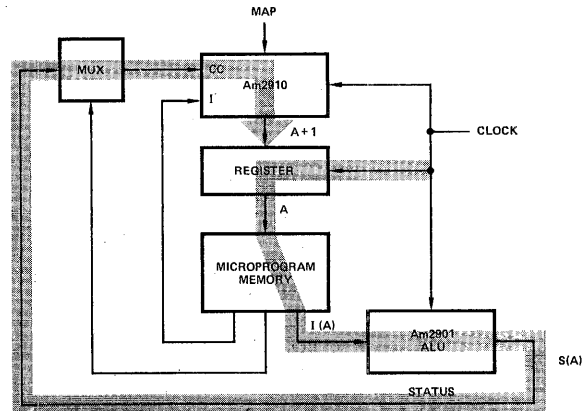 MAP
MUX
CC
Am2910
I
A+1
CLOCK
REGISTER
A
MICROPROGRAM
MEMORY
I (A)
Am2901
ALU
S(A)
STATUS